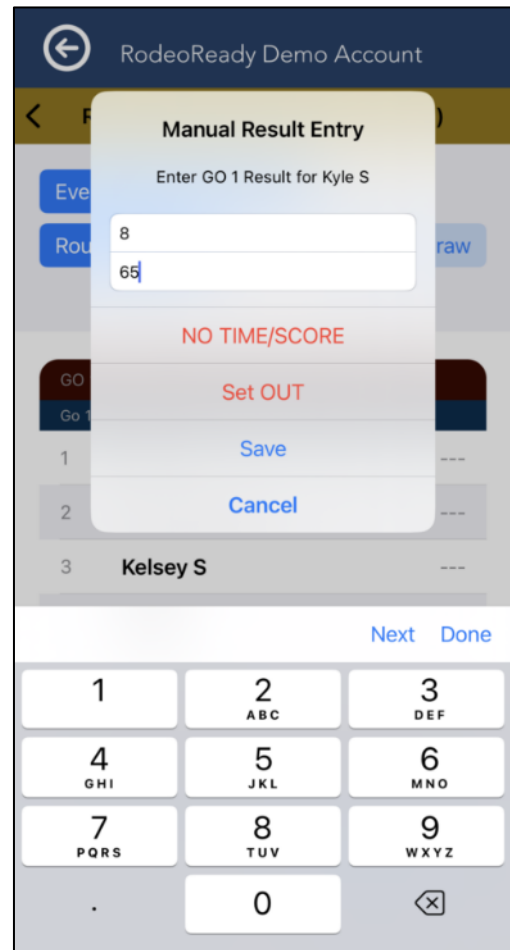 RodeoReady Demo Account
R )
Manual Result Entry
Enter GO 1 Result for Kyle S
Eve
8
Rou raw
65
NO TIME/SCORE
GO
Set OUT
Go 1
Save
1 ---
Cancel
2 ---
3 Kelsey S ---
Next Done
1 2 3
ABC DEF
4 5 6
GHI JKL MNO
7 8 9
PQRS TUV WXYZ
. 0